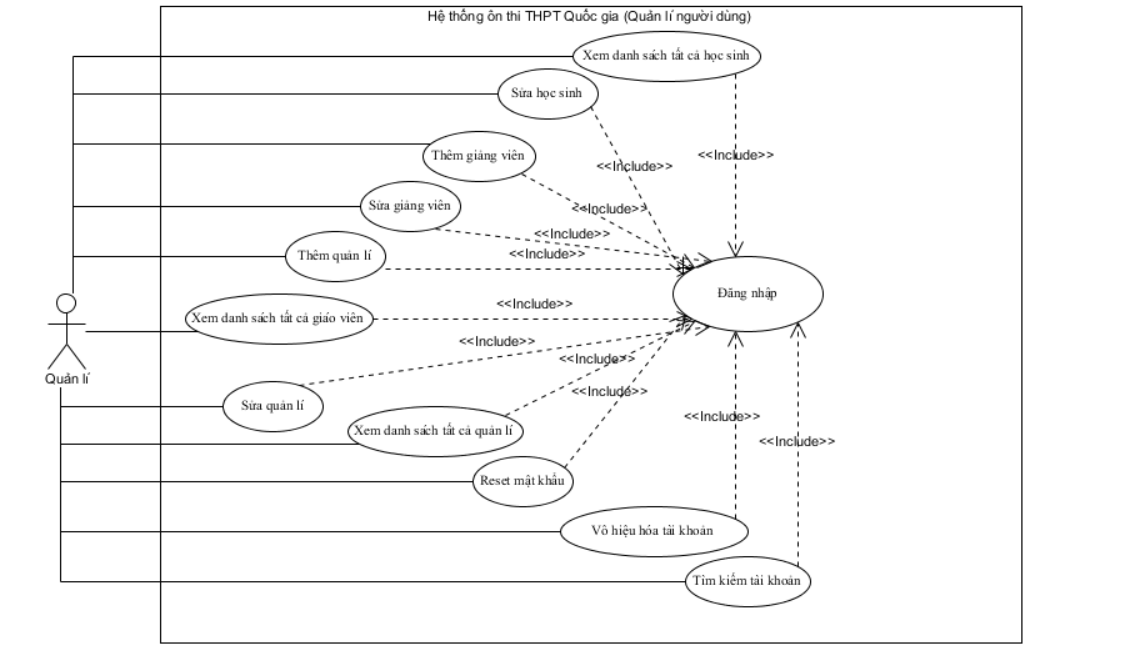 Hệ thống ôn thi THPT Quốc gia (Quản lí người dùng)
Xem danh sách tất cả học sinh
Sửa học sinh
Thêm giảng viên
<<Include>>
<<Include>>
Sửa giảng viên
<<Include>>
<<Include>>
Thêm quản lí
<<Include>>
Đăng nhập
Xem danh sách tất cả giáo viên
<<Include>>
<<Include>>
<<Include>>
Quản lí
<<Include>>
Sửa quản lí
<<Include>>
Xem danh sách tất cả quản lí
<<Include>>
Reset mật khẩu
Vô hiệu hóa tài khoản
Tìm kiếm tài khoản